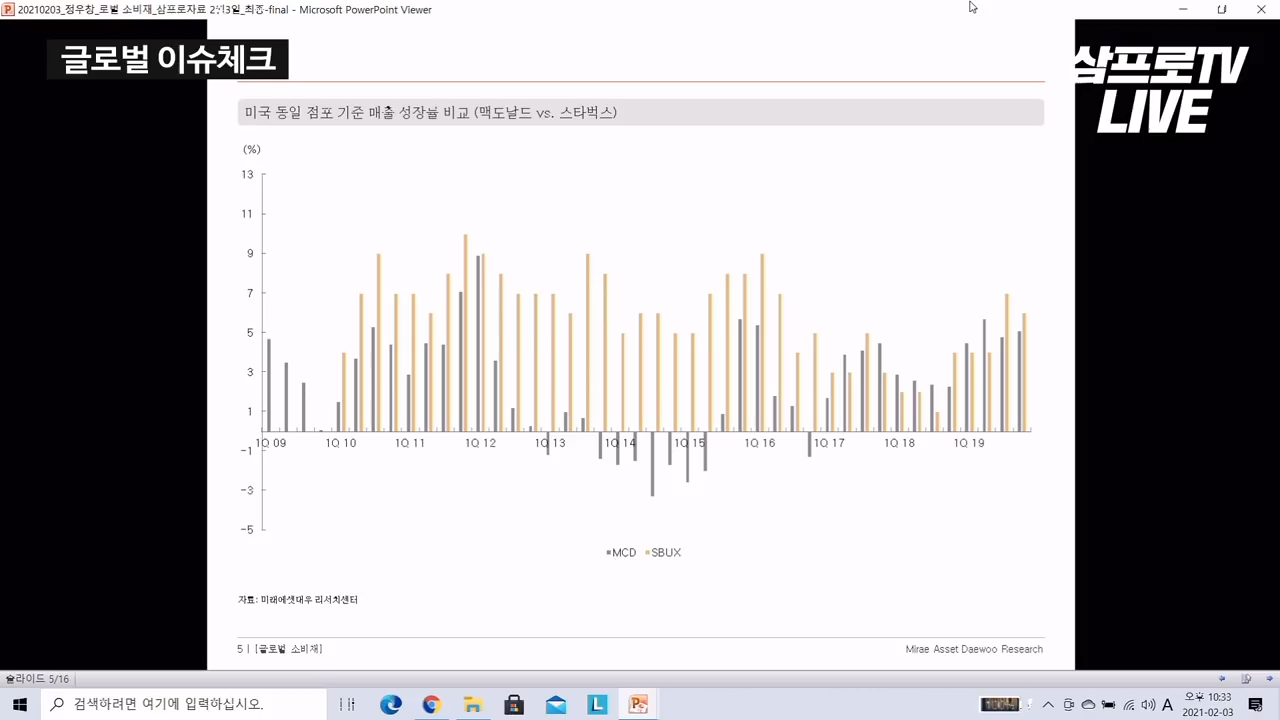 20210203_정우창_로벌 소비재_삼프로자료 2월3일_최종-final - Microsoft PowerPoint Viewer
글로벌 이슈체크
삼프로TV
LIVE
미국 동일 점포 기준 매출 성장률 비교 (맥도날드 vs. 스타벅스)
(%)
13
11
9
7
5
3
1
-1
-3
-5
1Q 09 1Q 10 1Q 11 1Q 12 1Q 13 1Q 14 1Q 15 1Q 16 1Q 17 1Q 18 1Q 19
MCD SBUX
자료: 미래에셋대우 리서치센터
5 | [글로벌 소비재]
Mirae Asset Daewoo Research
슬라이드 5/16
검색하려면 여기에 입력하십시오.
L
100%
A
오후 10:33
2021-02-03